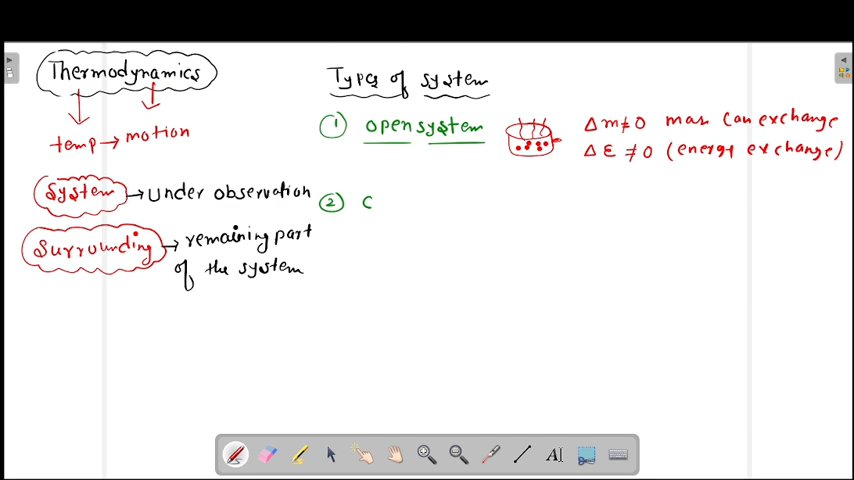 Thermodynamics
temp → motion
System → Under observation
Surrounding → remaining part
of the system
Types of system
① open system
Δm≠0 mass can exchange
ΔE ≠0 (energy exchange)
② C